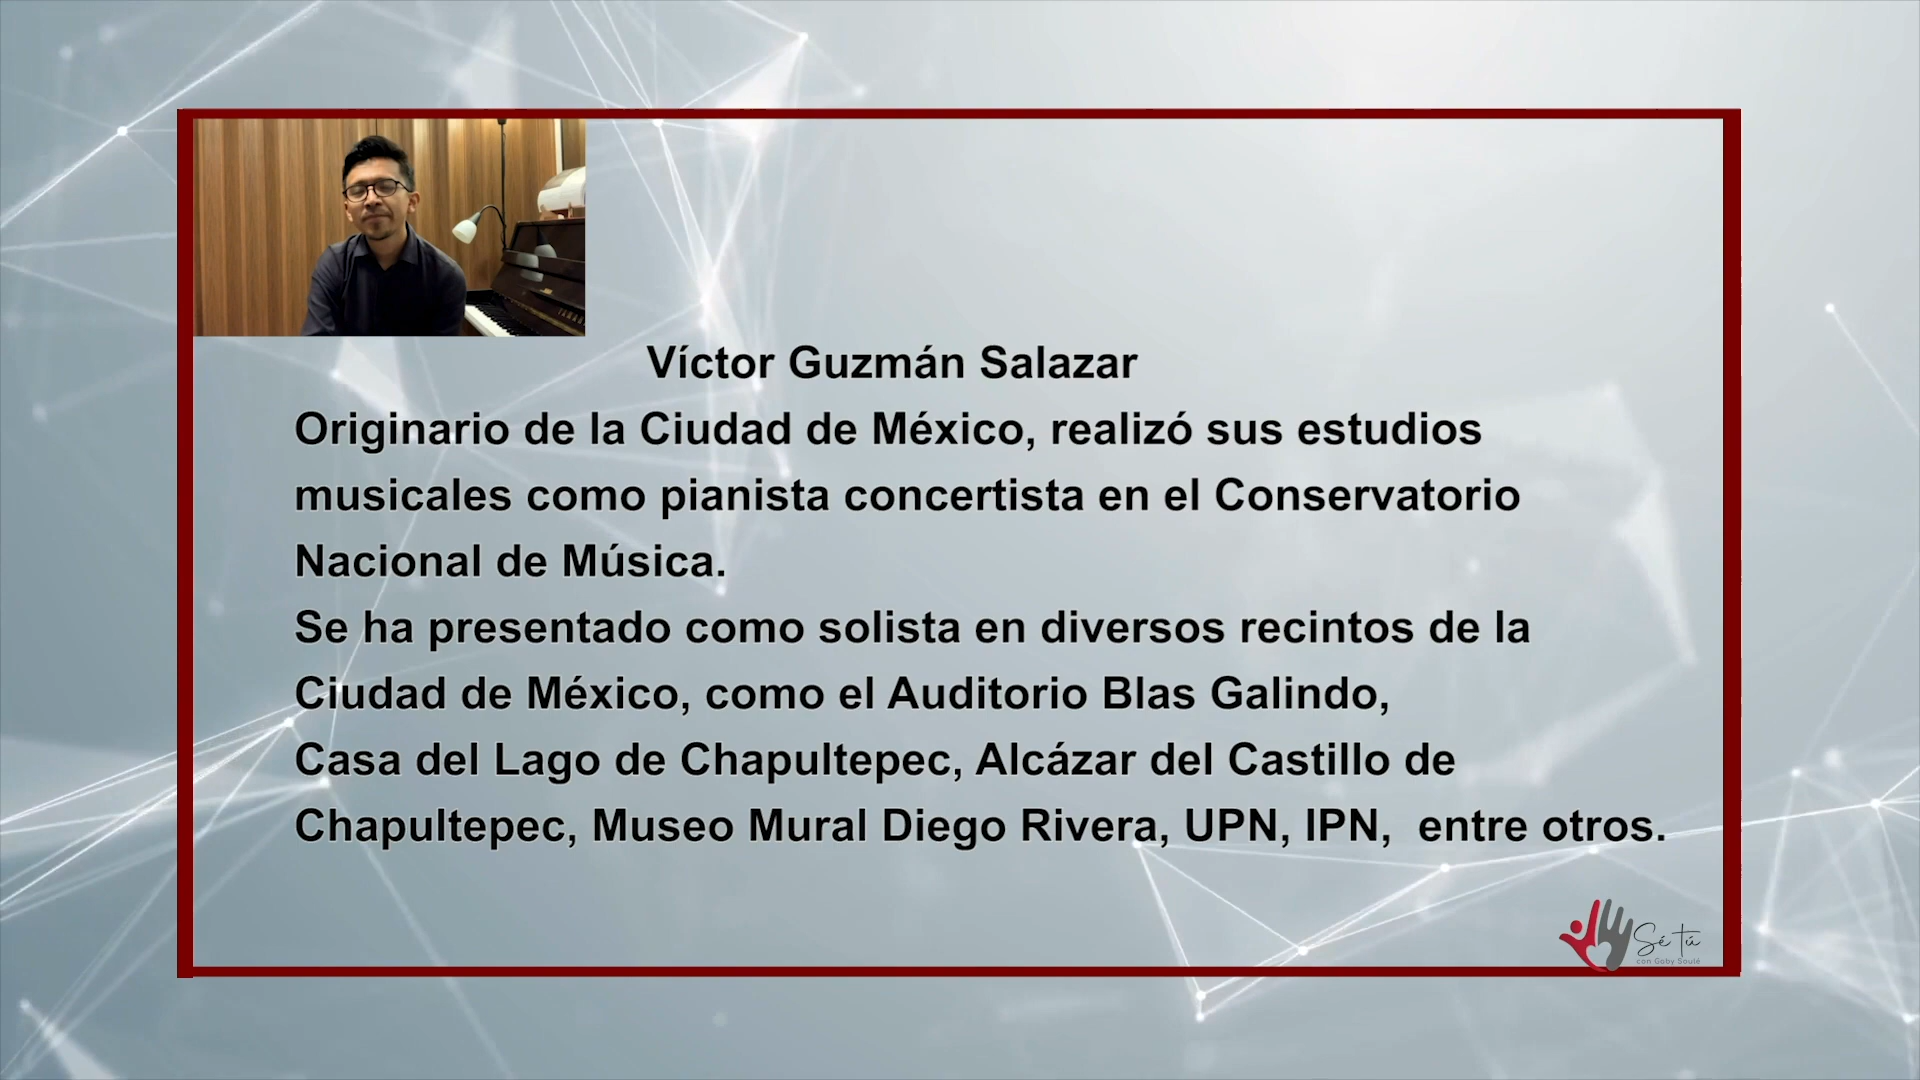 Víctor Guzmán Salazar
Originario de la Ciudad de México, realizó sus estudios
musicales como pianista concertista en el Conservatorio
Nacional de Música.
Se ha presentado como solista en diversos recintos de la
Ciudad de México, como el Auditorio Blas Galindo,
Casa del Lago de Chapultepec, Alcázar del Castillo de
Chapultepec, Museo Mural Diego Rivera, UPN, IPN,  entre otros.
Sé tú
con Gaby Soulé